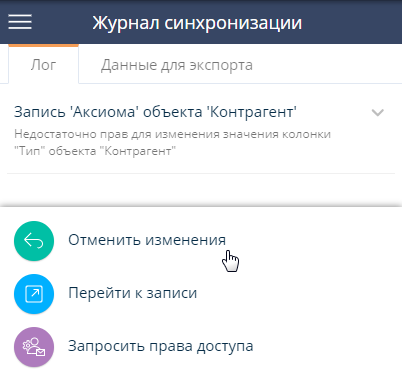 Журнал синхронизации
Лог
Данные для экспорта
Запись 'Аксиома' объекта 'Контрагент'
Недостаточно прав для изменения значения колонки
"Тип" объекта "Контрагент"
Отменить изменения
Перейти к записи
Запросить права доступа